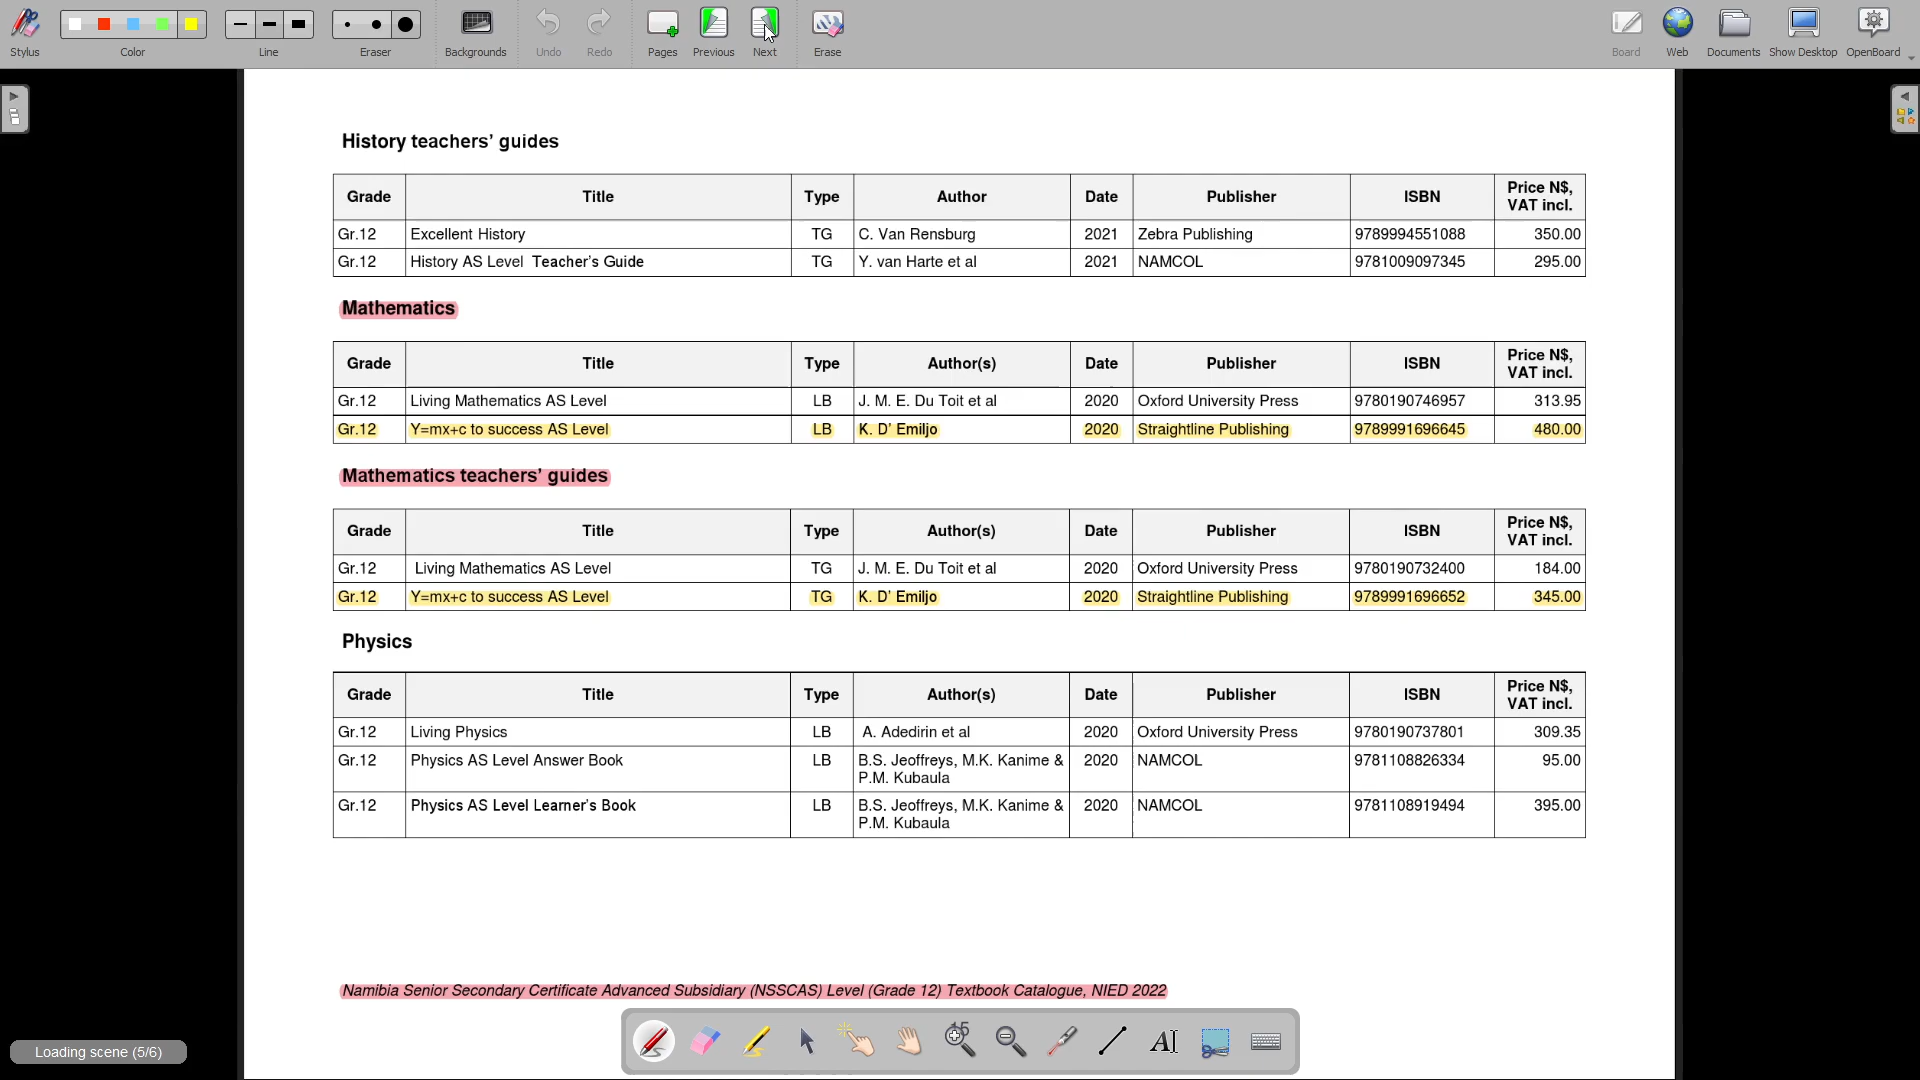 Stylus
Color
Line
Eraser
Backgrounds
Undo
Redo
Pages
Previous
Next
Erase
Board
Web
Documents
Show Desktop
OpenBoard
History teachers’ guides
Grade Title Type Author Date Publisher ISBN Price N$, VAT incl.
Gr.12 Excellent History TG C. Van Rensburg 2021 Zebra Publishing 9789994551088 350.00
Gr.12 History AS Level Teacher’s Guide TG Y. van Harte et al 2021 NAMCOL 9781009097345 295.00
Mathematics
Grade Title Type Author(s) Date Publisher ISBN Price N$, VAT incl.
Gr.12 Living Mathematics AS Level LB J. M. E. Du Toit et al 2020 Oxford University Press 9780190746957 313.95
Gr.12 Y=mx+c to success AS Level LB K. D’ Emiljo 2020 Straightline Publishing 9789991696645 480.00
Mathematics teachers’ guides
Grade Title Type Author(s) Date Publisher ISBN Price N$, VAT incl.
Gr.12 Living Mathematics AS Level TG J. M. E. Du Toit et al 2020 Oxford University Press 9780190732400 184.00
Gr.12 Y=mx+c to success AS Level TG K. D’ Emiljo 2020 Straightline Publishing 9789991696652 345.00
Physics
Grade Title Type Author(s) Date Publisher ISBN Price N$, VAT incl.
Gr.12 Living Physics LB A. Adedirin et al 2020 Oxford University Press 9780190737801 309.35
Gr.12 Physics AS Level Answer Book LB B.S. Jeoffreys, M.K. Kanime & P.M. Kubaula 2020 NAMCOL 9781108826334 95.00
Gr.12 Physics AS Level Learner’s Book LB B.S. Jeoffreys, M.K. Kanime & P.M. Kubaula 2020 NAMCOL 9781108919494 395.00
Namibia Senior Secondary Certificate Advanced Subsidiary (NSSCAS) Level (Grade 12) Textbook Catalogue, NIED 2022
15
AI
Loading scene (5/6)